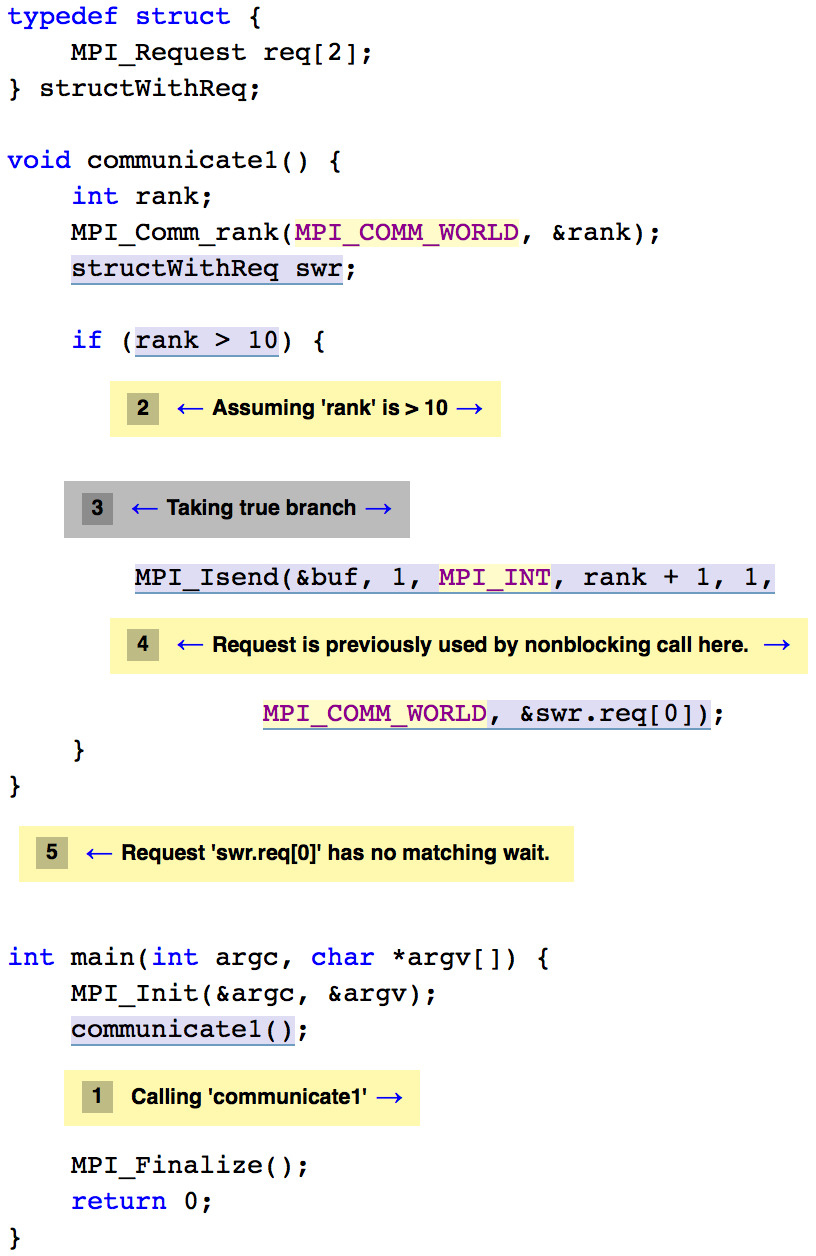 typedef struct {
MPI_Request req[2];
} structWithReq;
void communicate1() {
int rank;
MPI_Comm_rank(MPI_COMM_WORLD, &rank);
structWithReq swr;
if (rank > 10) {
2 ← Assuming 'rank' is > 10 →
3 ← Taking true branch →
MPI_Isend(&buf, 1, MPI_INT, rank + 1, 1,
4 ← Request is previously used by nonblocking call here. →
MPI_COMM_WORLD, &swr.req[0]);
}
}
5 ← Request 'swr.req[0]' has no matching wait.
int main(int argc, char *argv[]) {
MPI_Init(&argc, &argv);
communicate1();
1 Calling 'communicate1' →
MPI_Finalize();
return 0;
}